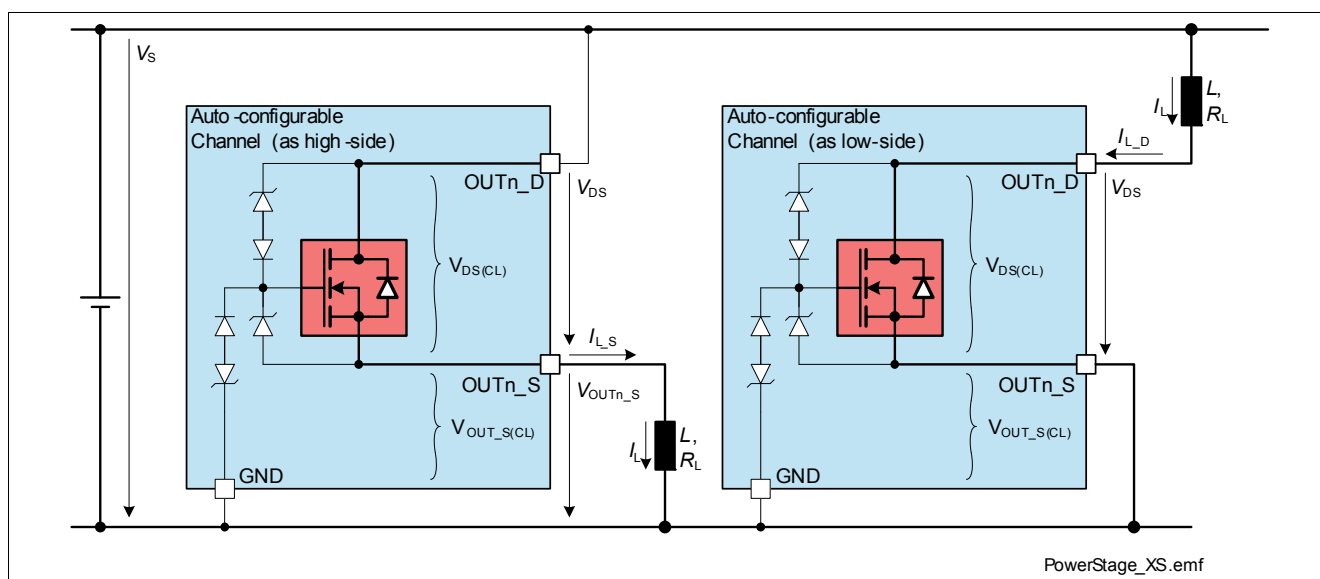 VS
Auto -configurable
Channel (as high -side)
OUTn_D
VDS
VDS(CL)
IL_S
OUTn_S
VOUTn_S
VOUT_S(CL)
IL
L,
RL
GND
Auto-configurable
Channel (as low-side)
L,
RL
IL
IL_D
OUTn_D
VDS
VDS(CL)
OUTn_S
VOUT_S(CL)
GND
PowerStage_XS.emf